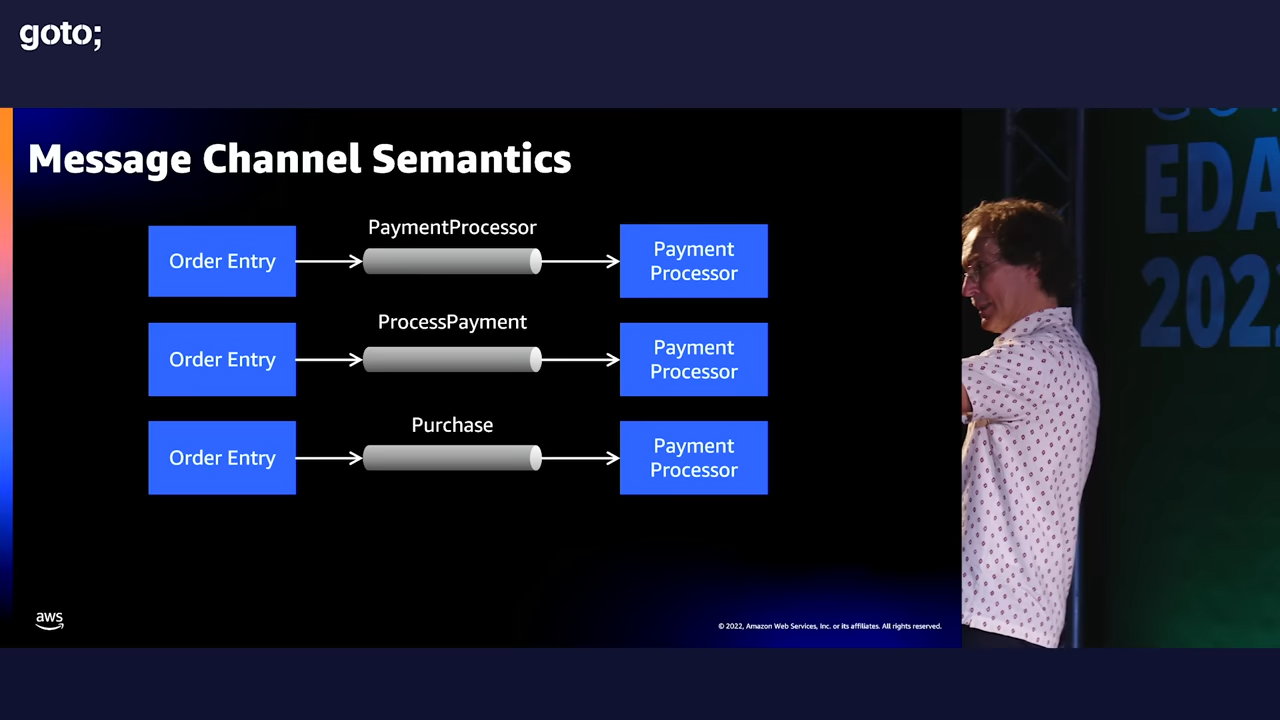 goto;
Message Channel Semantics
PaymentProcessor
Order Entry
Payment
Processor
ProcessPayment
Order Entry
Payment
Processor
Purchase
Order Entry
Payment
Processor
aws
© 2022, Amazon Web Services, Inc. or its affiliates. All rights reserved.
EDA
2022